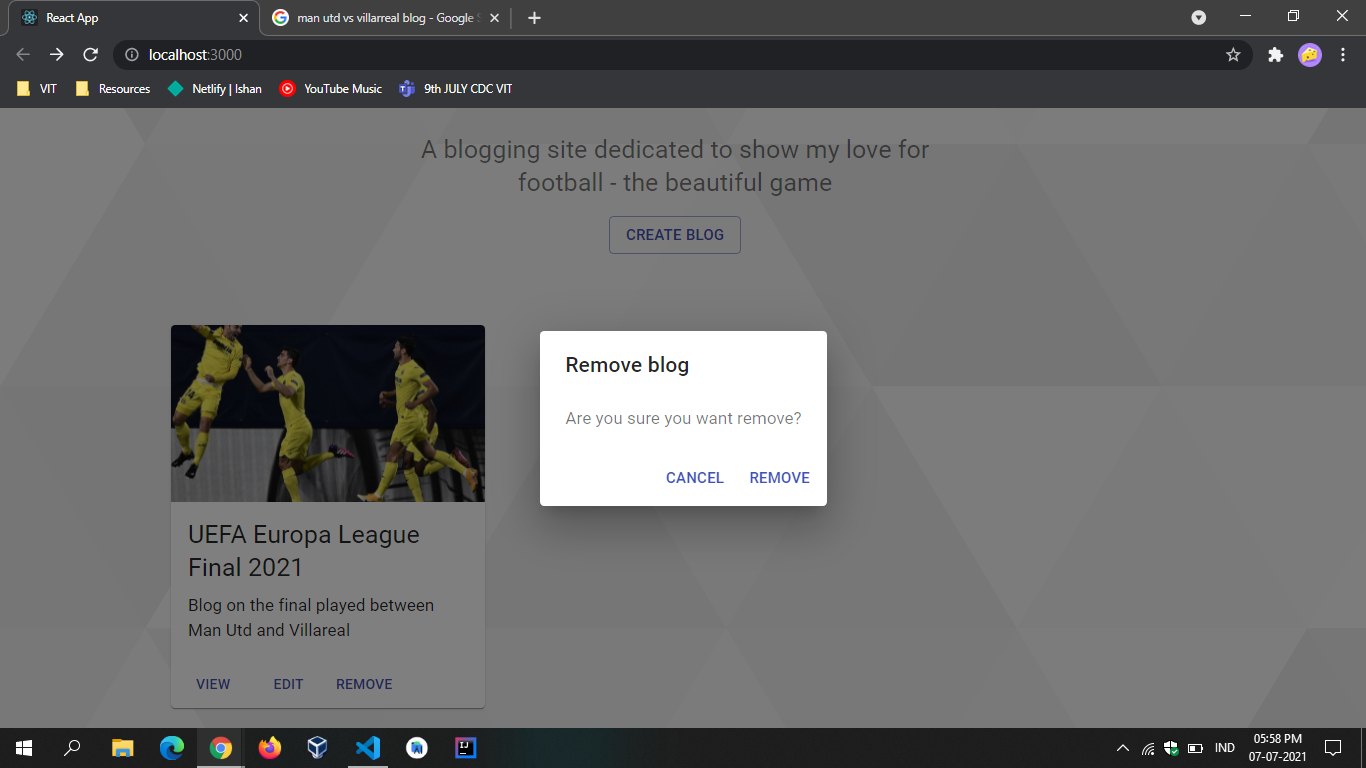 React App
man utd vs villarreal blog - Google
localhost:3000
VIT
Resources
Netlify | Ishan
YouTube Music
9th JULY CDC VIT
A blogging site dedicated to show my love for
football - the beautiful game
CREATE BLOG
Remove blog
Are you sure you want remove?
CANCEL
REMOVE
UEFA Europa League
Final 2021
Blog on the final played between
Man Utd and Villareal
VIEW
EDIT
REMOVE
IJ
IND
05:58 PM
07-07-2021